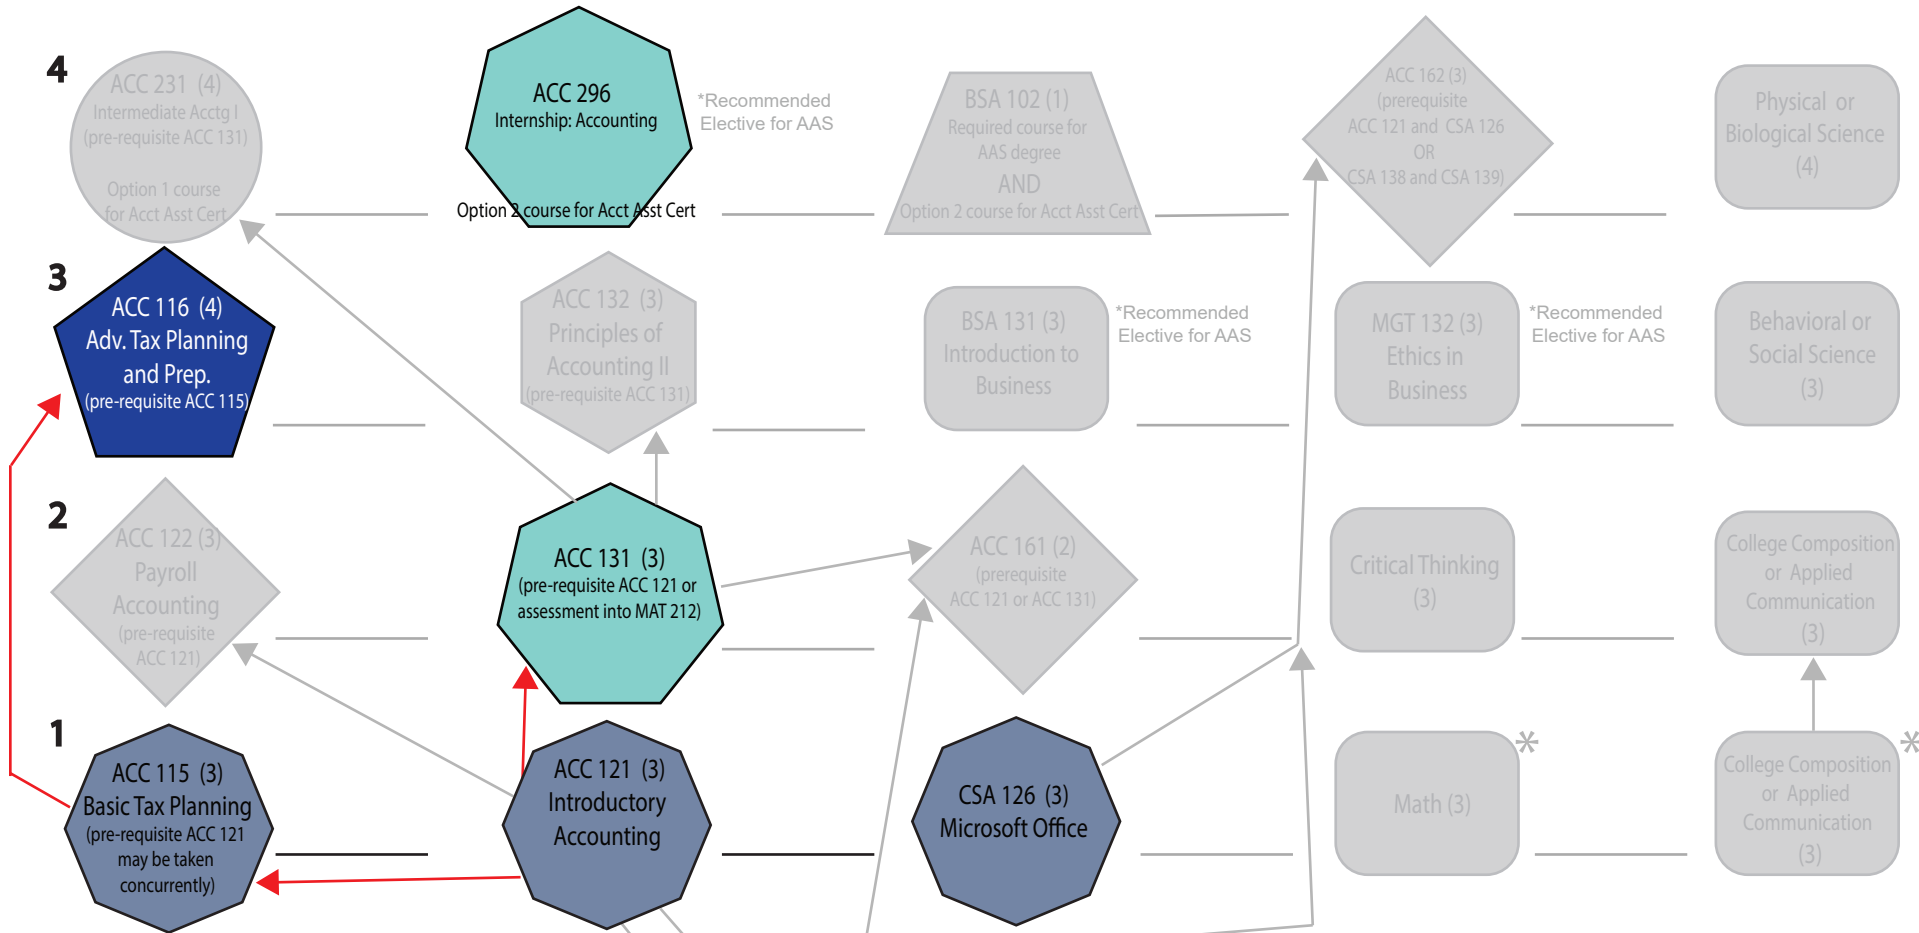 4
ACC 231 (4)
Intermediate Acctg I
(pre-requisite ACC 131)
Option 1 course
for Acct Asst Cert
ACC 296
Internship: Accounting
Option 2 course for Acct Asst Cert
*Recommended
Elective for AAS
BSA 102 (1)
Required course for
AAS degree
AND
Option 2 course for Acct Asst Cert
ACC 162 (3)
(prerequisite
ACC 121 and CSA 126
OR
CSA 138 and CSA 139)
Physical or
Biological Science
(4)
3
ACC 116 (4)
Adv. Tax Planning
and Prep.
(pre-requisite ACC 115)
ACC 132 (3)
Principles of
Accounting II
(pre-requisite ACC 131)
BSA 131 (3)
Introduction to
Business
*Recommended
Elective for AAS
MGT 132 (3)
Ethics in
Business
*Recommended
Elective for AAS
Behavioral or
Social Science
(3)
2
ACC 122 (3)
Payroll
Accounting
(pre-requisite
ACC 121)
ACC 131 (3)
(pre-requisite ACC 121 or
assessment into MAT 212)
ACC 161 (2)
(prerequisite
ACC 121 or ACC 131)
Critical Thinking
(3)
College Composition
or Applied
Communication
(3)
1
ACC 115 (3)
Basic Tax Planning
(pre-requisite ACC 121
may be taken
concurrently)
ACC 121 (3)
Introductory
Accounting
CSA 126 (3)
Microsoft Office
Math (3)
*
College Composition
or Applied
Communication
(3)
*